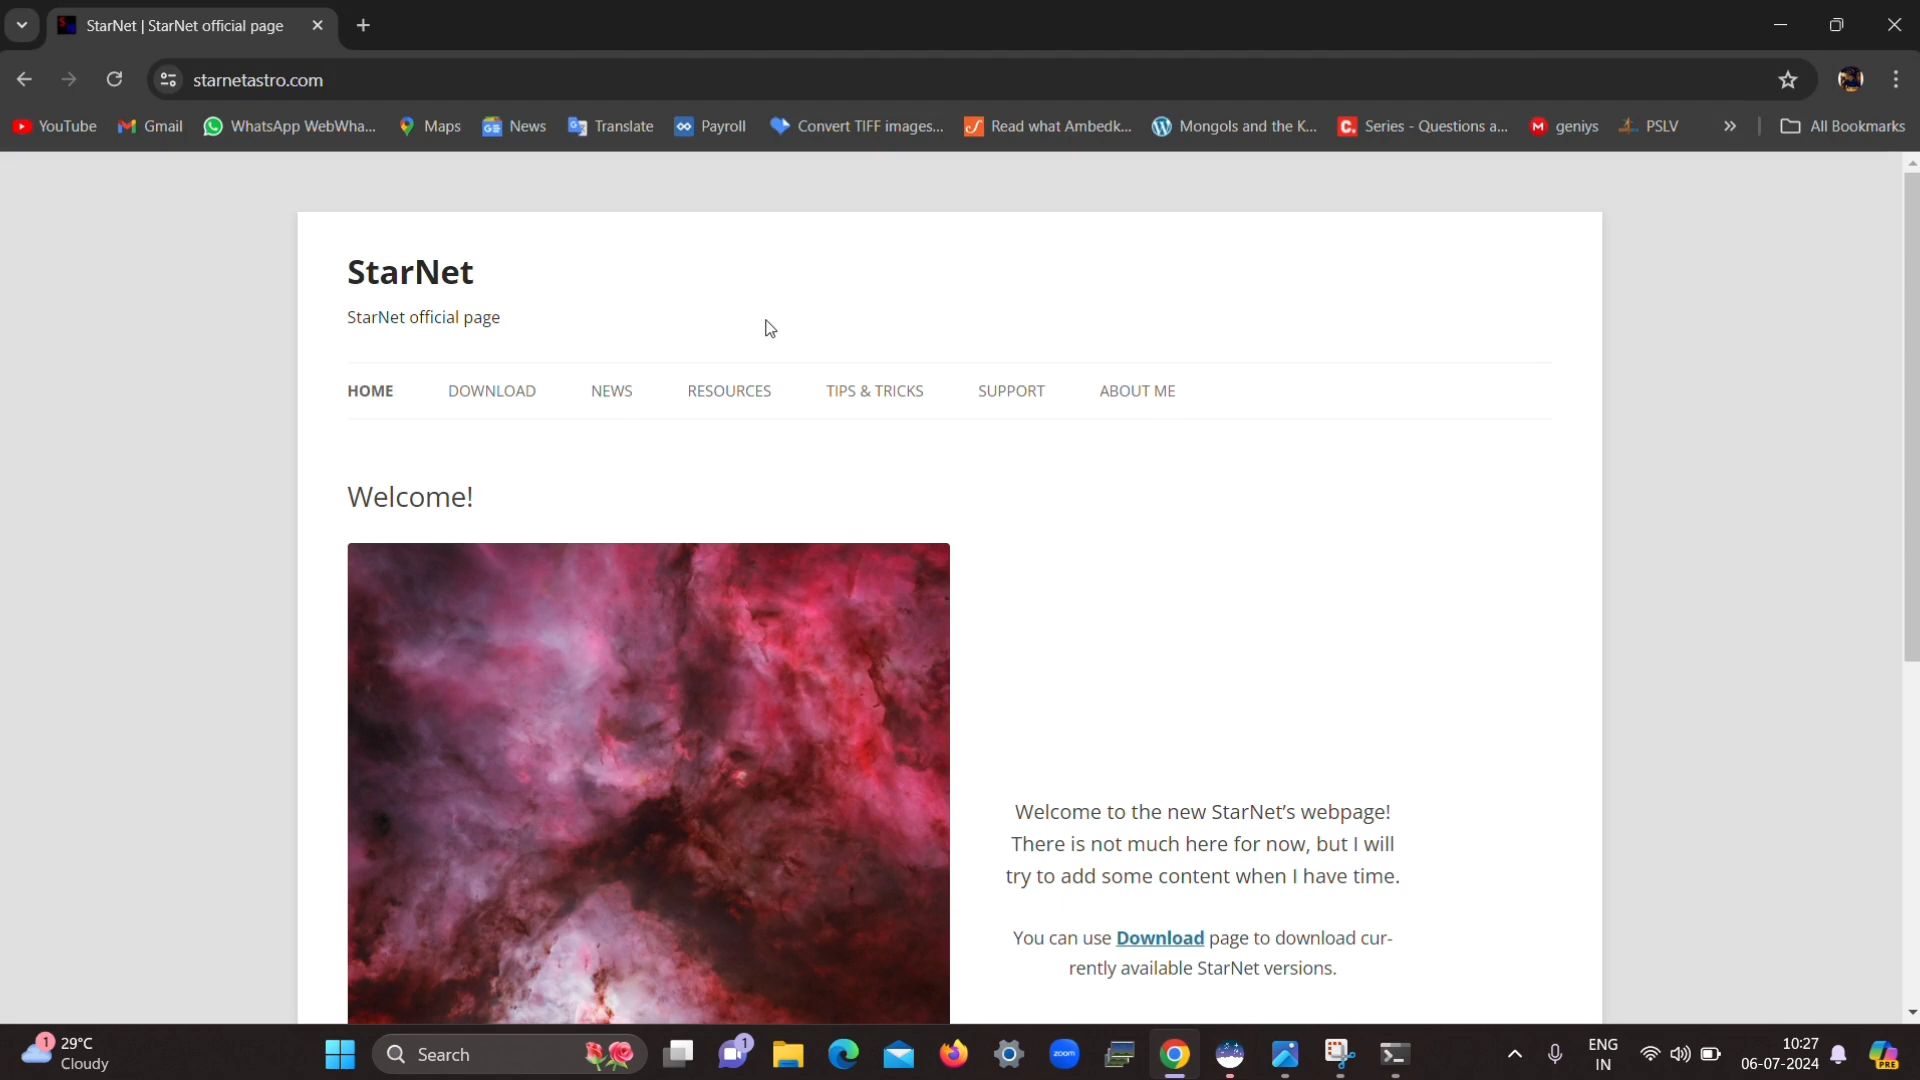 StarNet | StarNet official page
starnetastro.com
YouTube Gmail WhatsApp WebWha... Maps News Translate Payroll Convert TIFF images... Read what Ambedk... Mongols and the K... Series - Questions a... geniys PSLV » All Bookmarks
StarNet
StarNet official page
HOME DOWNLOAD NEWS RESOURCES TIPS & TRICKS SUPPORT ABOUT ME
Welcome!
Welcome to the new StarNet's webpage!
There is not much here for now, but I will
try to add some content when I have time.
You can use Download page to download cur-
rently available StarNet versions.
1 29°C
Cloudy
Search
1
zoom
ENG
IN
10:27
06-07-2024
PRE